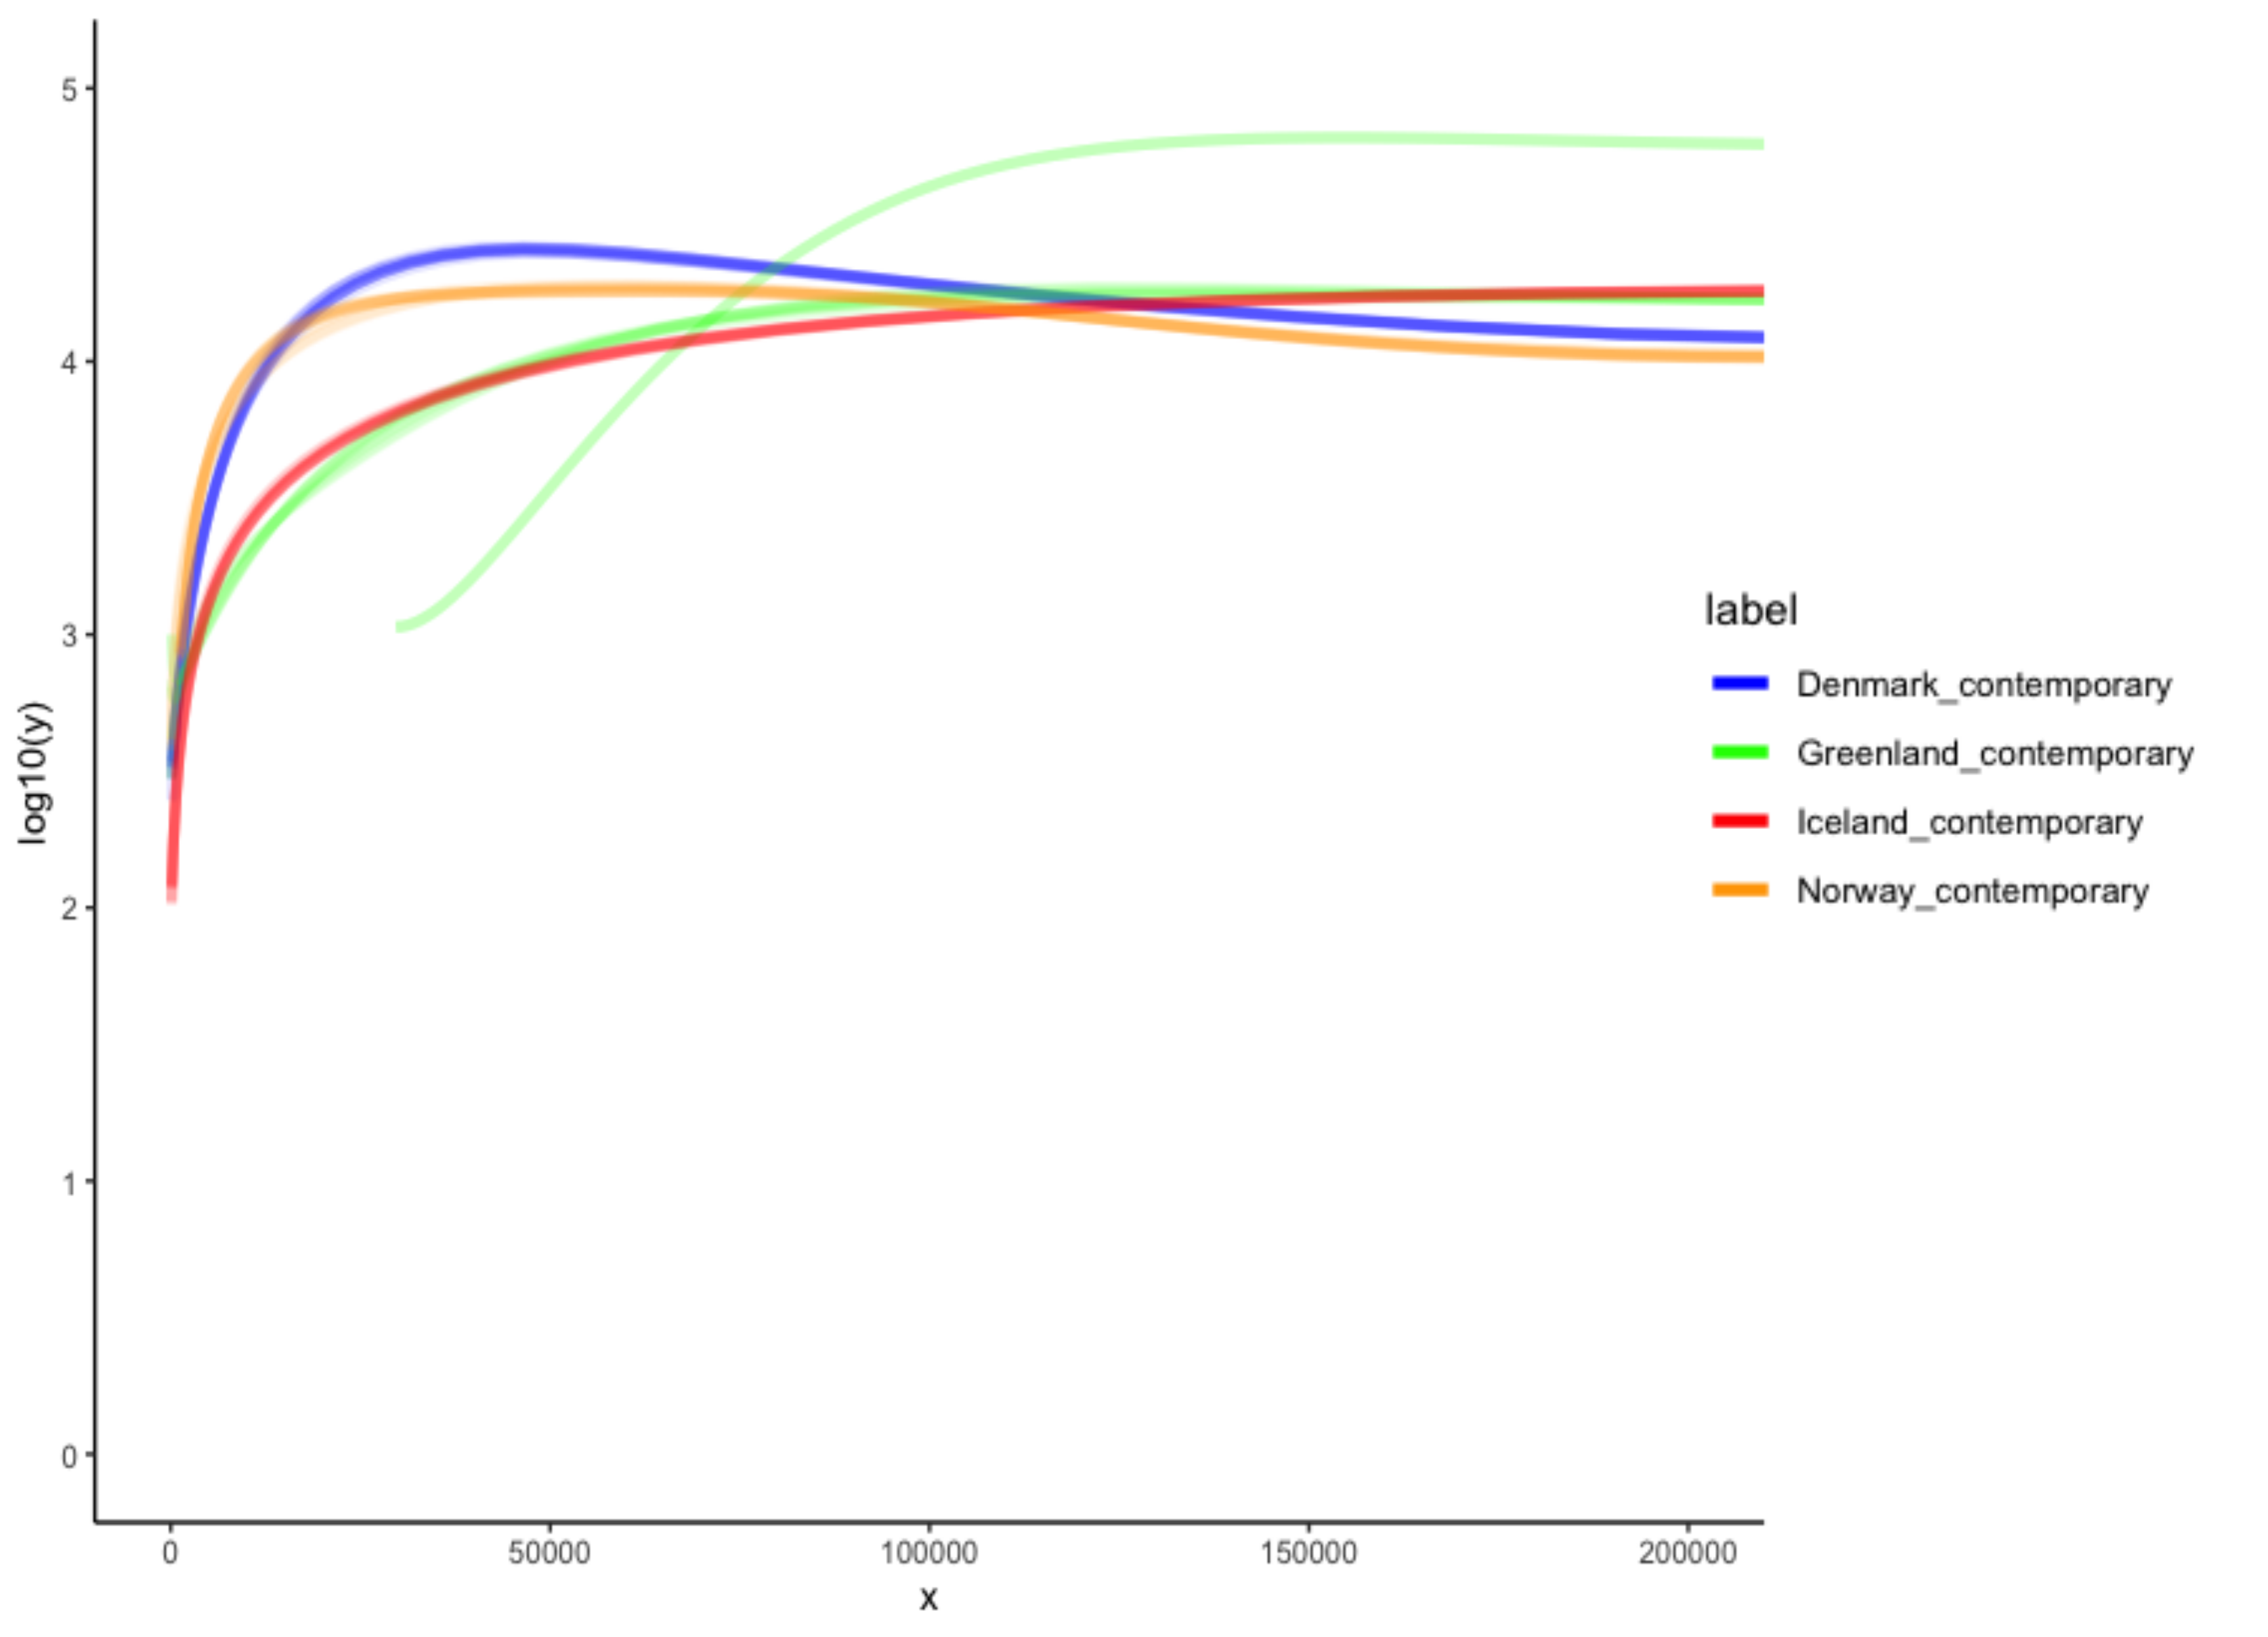 5
4
3
2
1
0
log10(y)
0 50000 100000 150000 200000
x
label
Denmark_contemporary
Greenland_contemporary
Iceland_contemporary
Norway_contemporary